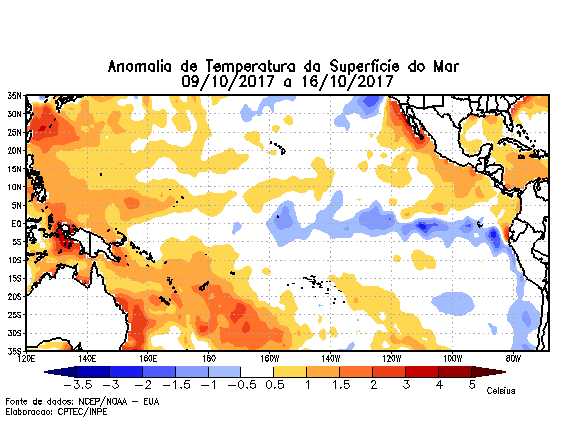 Anomalia de Temperatura da Superfície do Mar
09/10/2017 a 16/10/2017
35N
30N
25N
20N
15N
10N
5N
EQ
5S
10S
15S
20S
25S
30S
35S
120E 140E 160E 180 160W 140W 120W 100W 80W
-3.5 -3 -2 -1.5 -1 -0.5 0.5 1 1.5 2 3 4 5
Celsius
Fonte de dados: NCEP/NOAA - EUA
Elaboracao: CPTEC/INPE